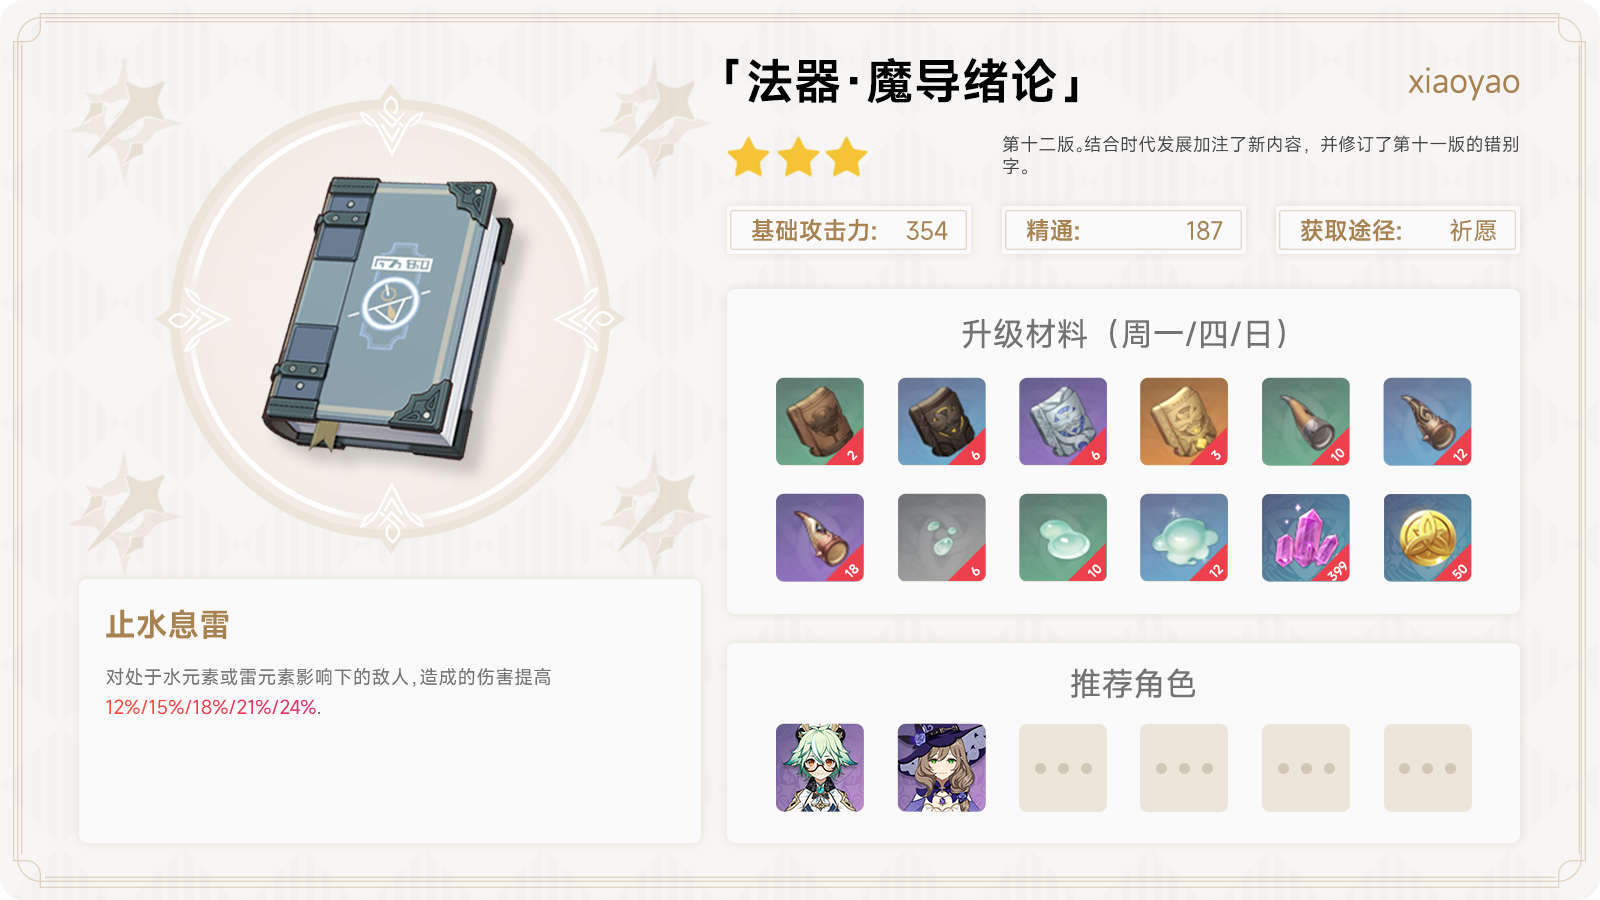 「法器·魔导绪论」
xiaoyao
第十二版。结合时代发展加注了新内容，并修订了第十一版的错别
字。
基础攻击力: 354
精通: 187
获取途径: 祈愿
升级材料（周一/四/日）
2
6
6
3
10
12
18
6
10
12
399
50
止水息雷
对处于水元素或雷元素影响下的敌人,造成的伤害提高
12%/15%/18%/21%/24%.
推荐角色